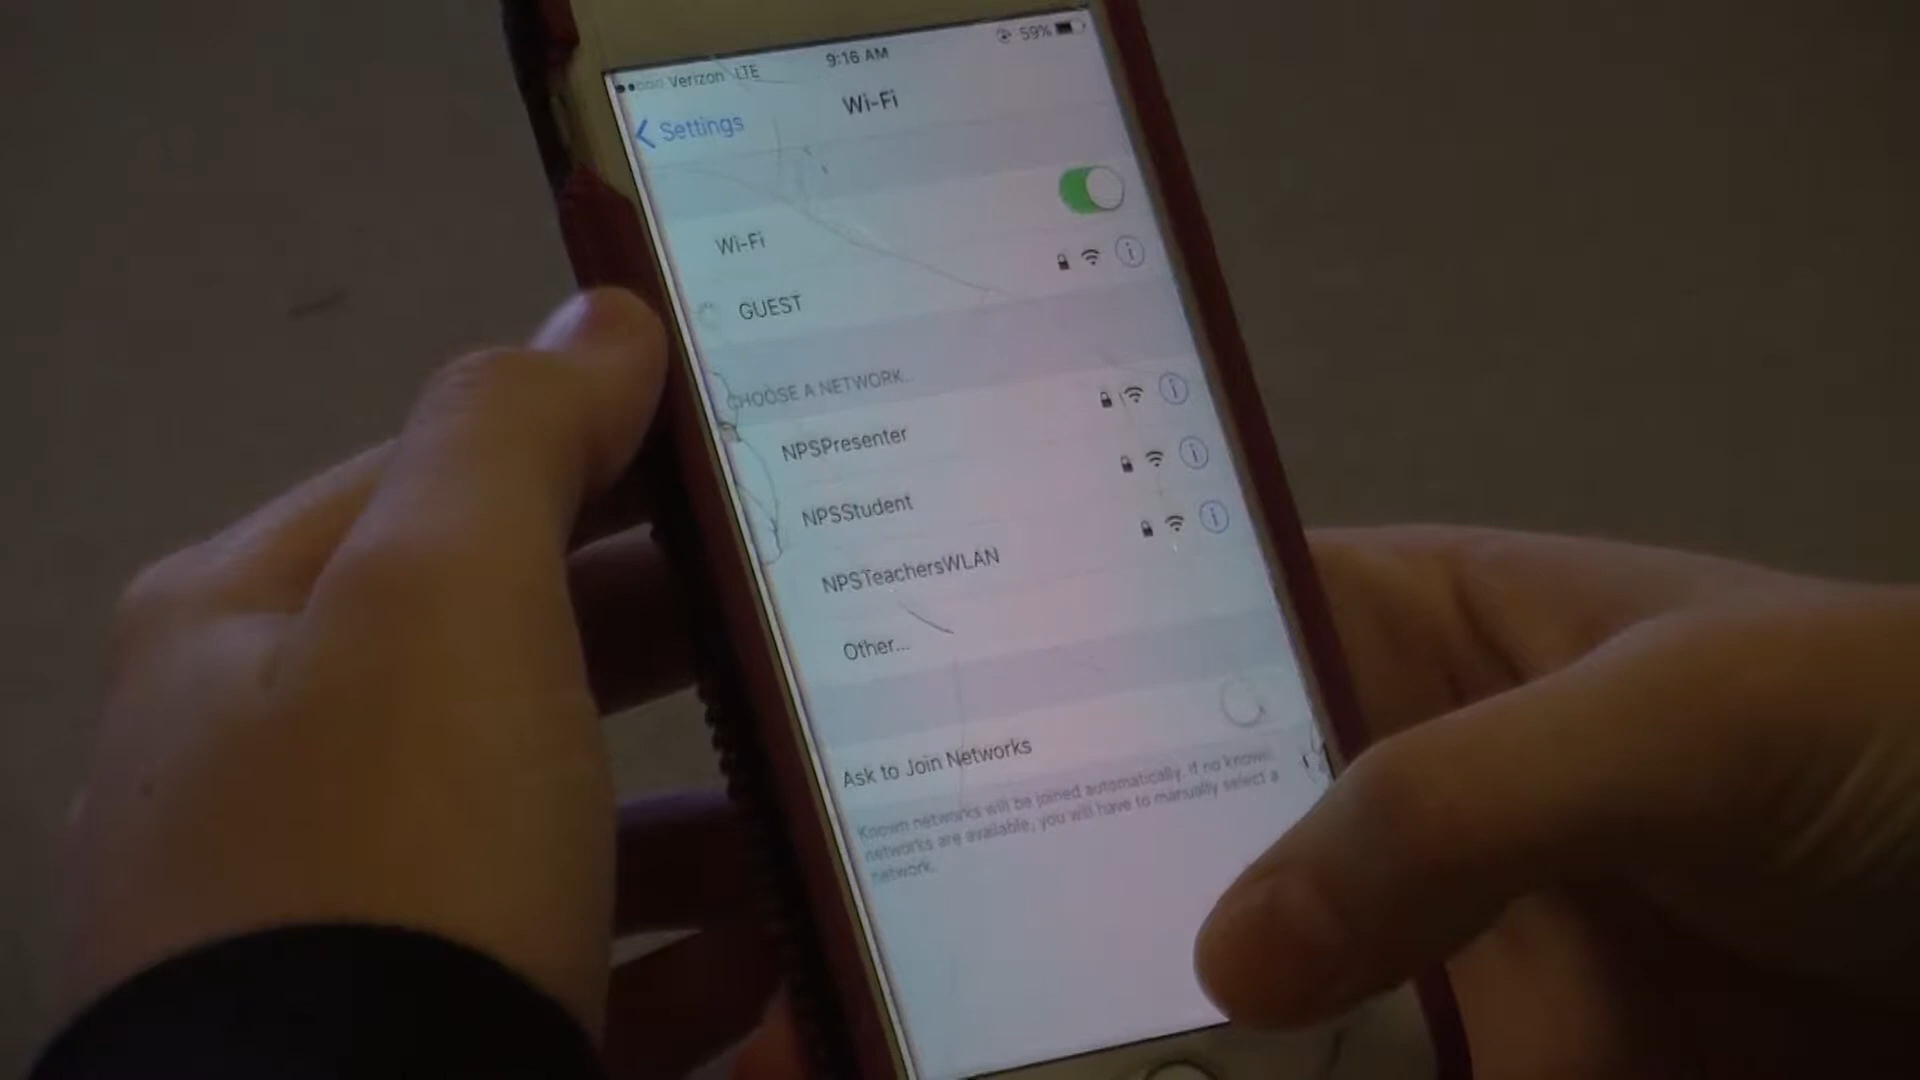 Verizon LTE 9:16 AM 59%
Settings Wi-Fi
Wi-Fi
GUEST
CHOOSE A NETWORK...
NPSPresenter
NPSStudent
NPSTeachersWLAN
Other...
Ask to Join Networks
Known networks will be joined automatically. If no known
networks are available, you will have to manually select a
network.